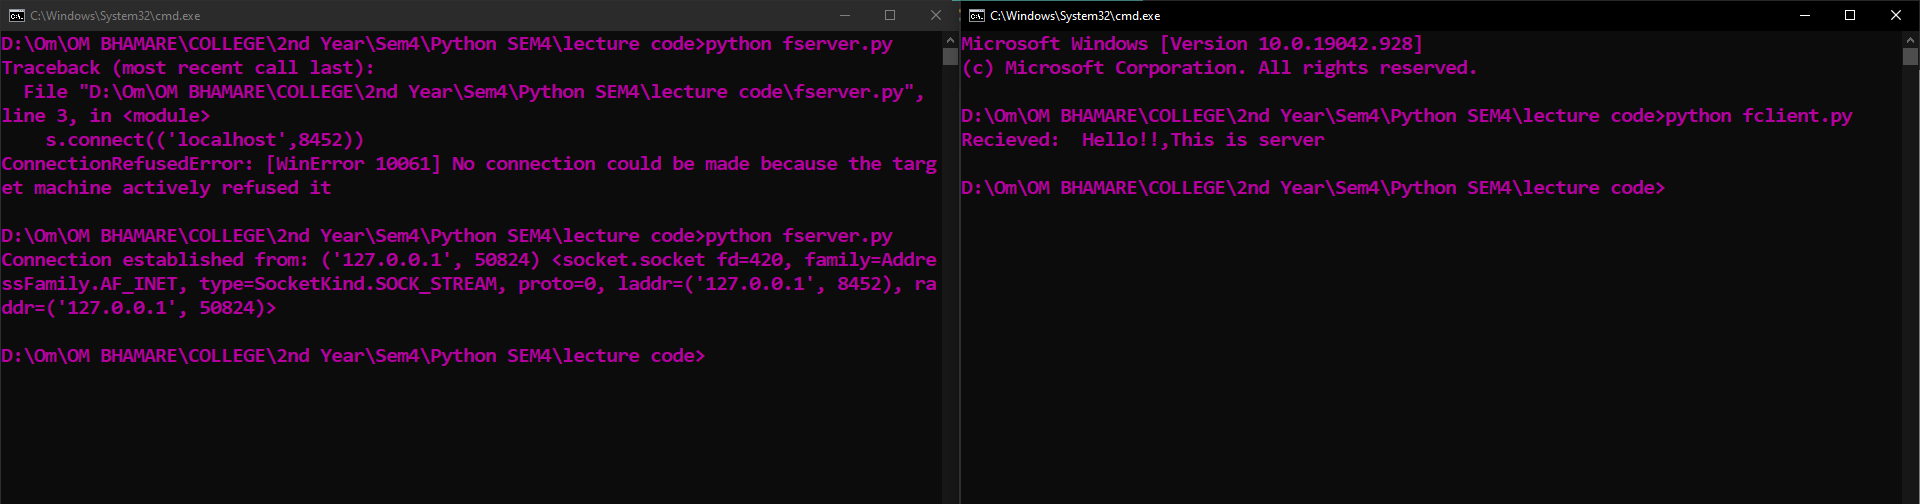 C:\Windows\System32\cmd.exe
D:\Om\OM BHAMARE\COLLEGE\2nd Year\Sem4\Python SEM4\lecture code>python fserver.py
Traceback (most recent call last):
  File "D:\Om\OM BHAMARE\COLLEGE\2nd Year\Sem4\Python SEM4\lecture code\fserver.py",
line 3, in <module>
    s.connect(('localhost',8452))
ConnectionRefusedError: [WinError 10061] No connection could be made because the targ
et machine actively refused it
D:\Om\OM BHAMARE\COLLEGE\2nd Year\Sem4\Python SEM4\lecture code>python fserver.py
Connection established from: ('127.0.0.1', 50824) <socket.socket fd=420, family=Addre
ssFamily.AF_INET, type=SocketKind.SOCK_STREAM, proto=0, laddr=('127.0.0.1', 8452), ra
ddr=('127.0.0.1', 50824)>
D:\Om\OM BHAMARE\COLLEGE\2nd Year\Sem4\Python SEM4\lecture code>
C:\Windows\System32\cmd.exe
Microsoft Windows [Version 10.0.19042.928]
(c) Microsoft Corporation. All rights reserved.
D:\Om\OM BHAMARE\COLLEGE\2nd Year\Sem4\Python SEM4\lecture code>python fclient.py
Recieved:  Hello!!,This is server
D:\Om\OM BHAMARE\COLLEGE\2nd Year\Sem4\Python SEM4\lecture code>